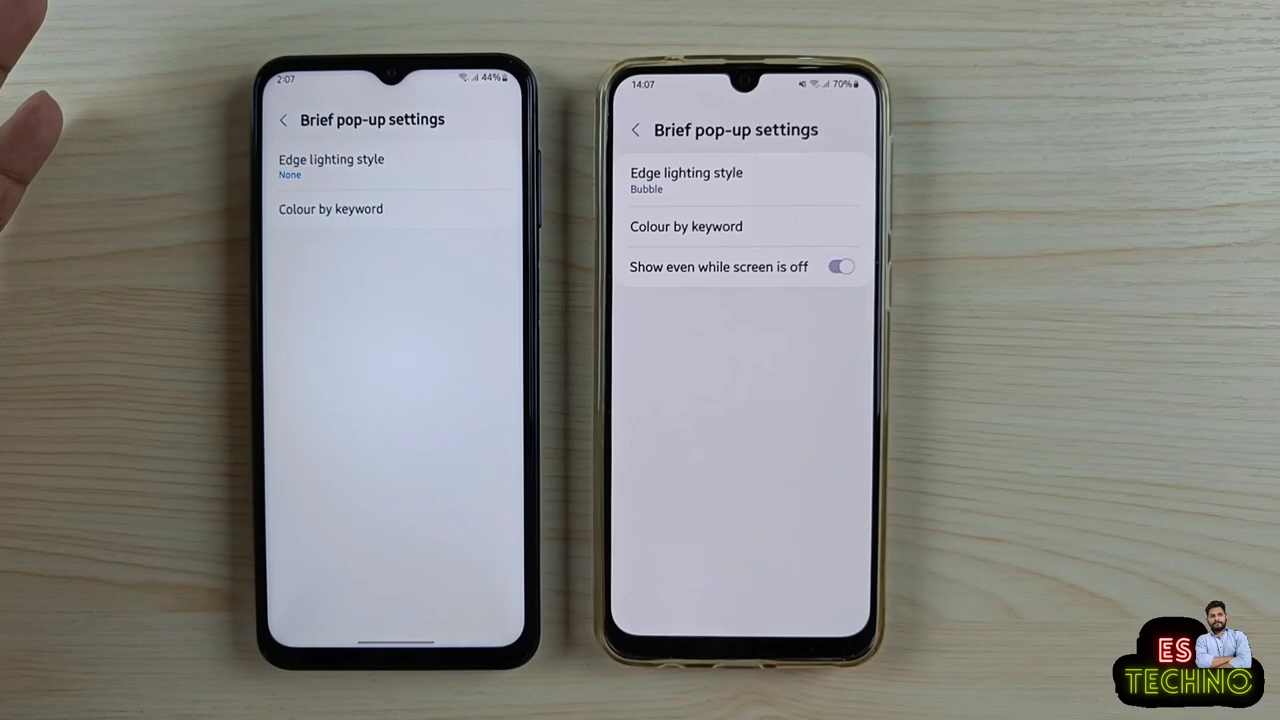 2:07
44%
Brief pop-up settings
Edge lighting style
None
Colour by keyword
14:07
70%
Brief pop-up settings
Edge lighting style
Bubble
Colour by keyword
Show even while screen is off
ES
TECHNO